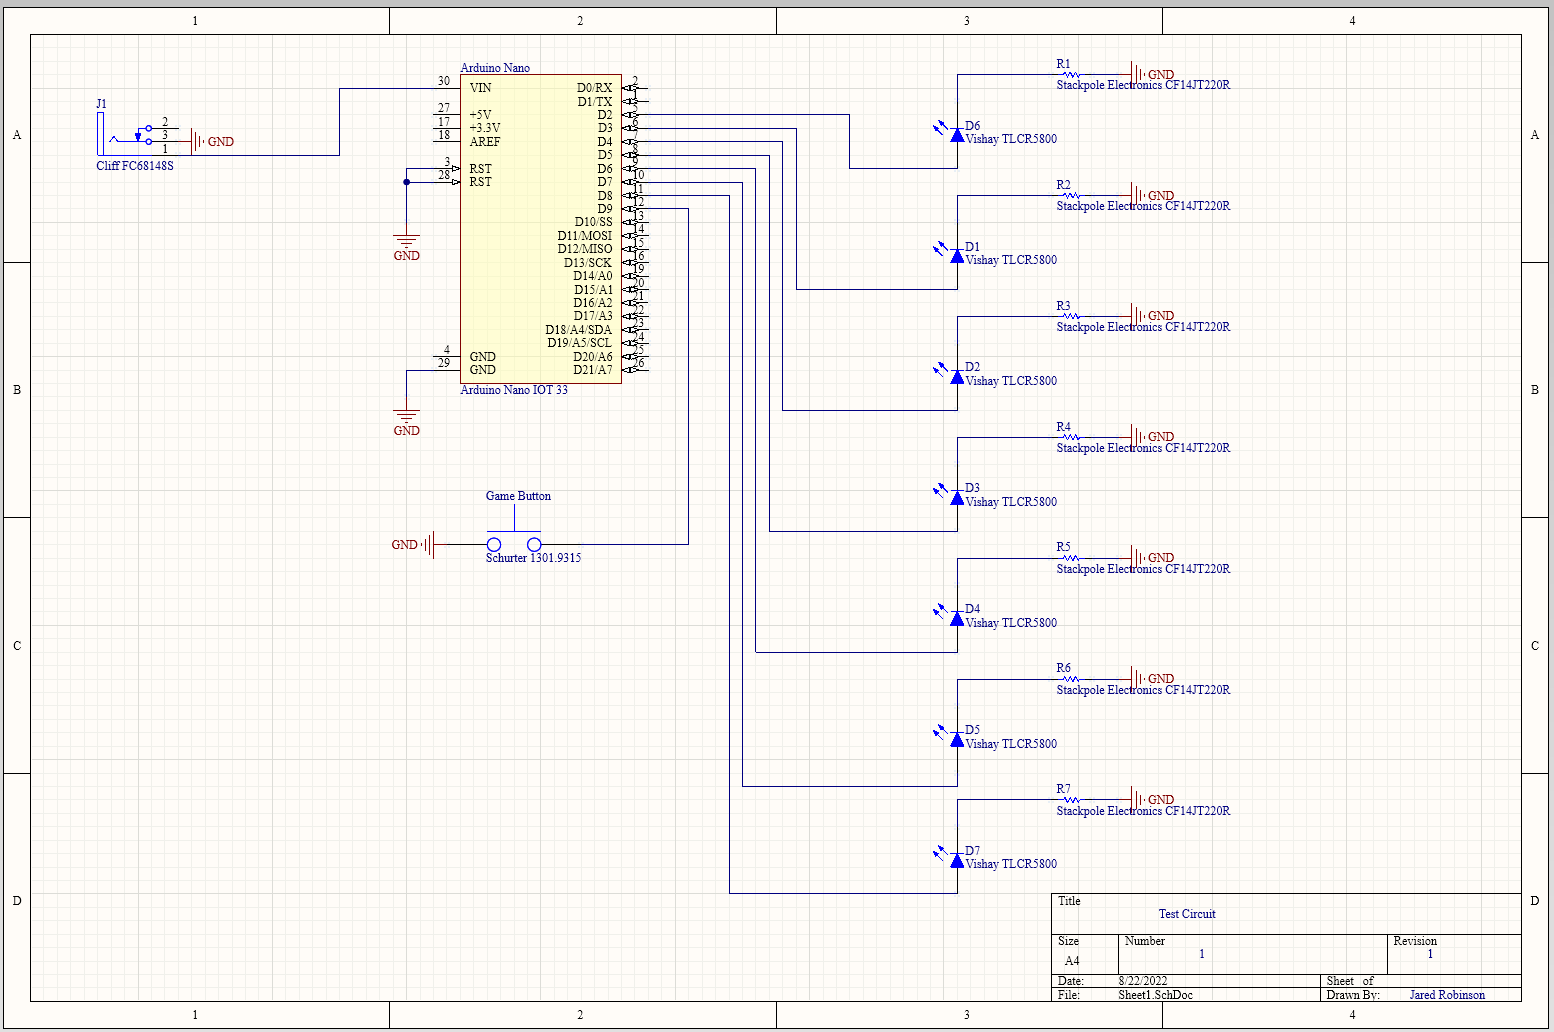 1 2 3 4
A
B
C
D
A
B
C
D
J1
2
3
1
GND
Cliff FC68148S
Arduino Nano
30 VIN
27 +5V
17 +3.3V
18 AREF
3 RST
28 RST
4 GND
29 GND
D0/RX 2
D1/TX 1
D2 5
D3 6
D4 7
D5 8
D6 9
D7 10
D8 11
D9 12
D10/SS 13
D11/MOSI 14
D12/MISO 15
D13/SCK 16
D14/A0 19
D15/A1 20
D16/A2 21
D17/A3 22
D18/A4/SDA 23
D19/A5/SCL 24
D20/A6 25
D21/A7 26
Arduino Nano IOT 33
GND
GND
Game Button
GND
Schurter 1301.9315
R1
GND
Stackpole Electronics CF14JT220R
D6
Vishay TLCR5800
R2
GND
Stackpole Electronics CF14JT220R
D1
Vishay TLCR5800
R3
GND
Stackpole Electronics CF14JT220R
D2
Vishay TLCR5800
R4
GND
Stackpole Electronics CF14JT220R
D3
Vishay TLCR5800
R5
GND
Stackpole Electronics CF14JT220R
D4
Vishay TLCR5800
R6
GND
Stackpole Electronics CF14JT220R
D5
Vishay TLCR5800
R7
GND
Stackpole Electronics CF14JT220R
D7
Vishay TLCR5800
Title
Test Circuit
Size Number Revision
A4 1 1
Date: 8/22/2022 Sheet of
File: Sheet1.SchDoc Drawn By: Jared Robinson
1 2 3 4